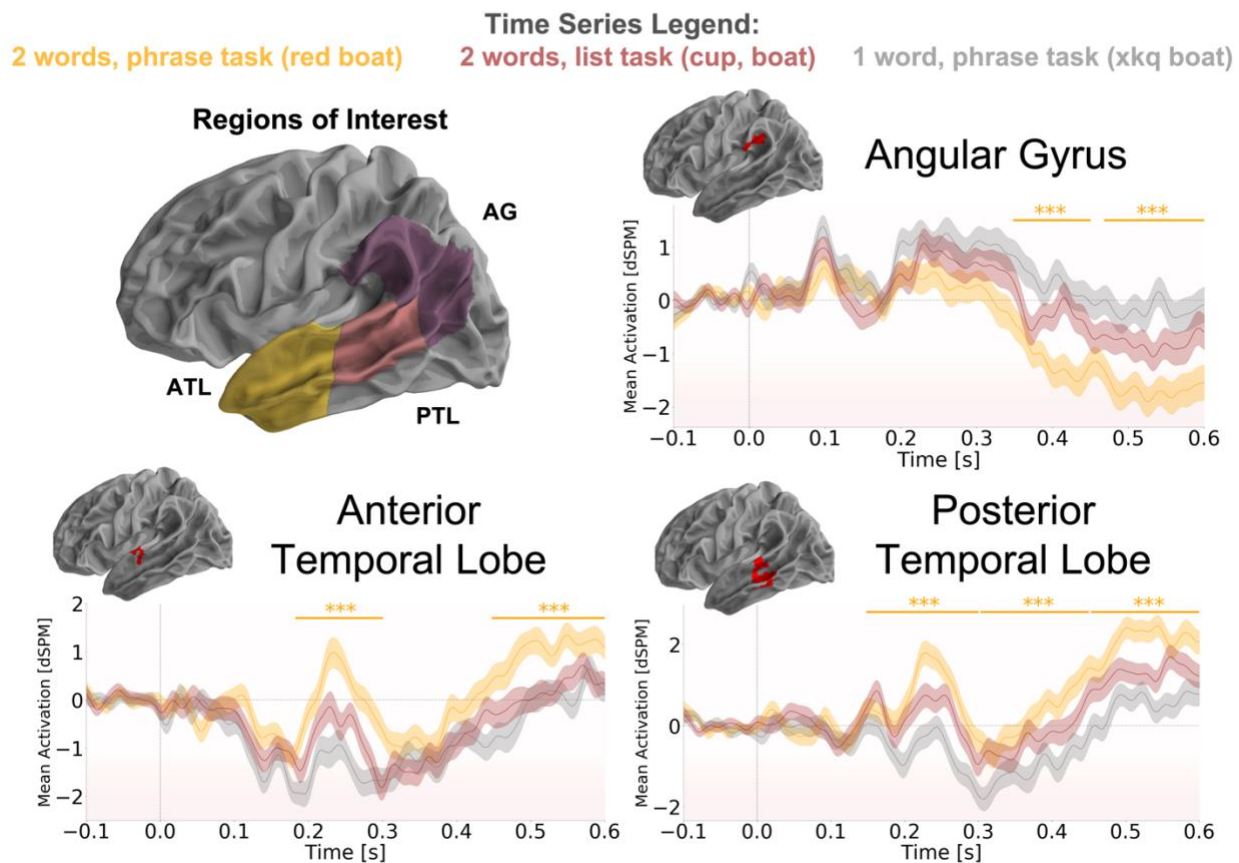 Time Series Legend:
2 words, phrase task (red boat) 2 words, list task (cup, boat) 1 word, phrase task (xkq boat)
Regions of Interest
AG
ATL
PTL
Angular Gyrus
*** ***
Mean Activation [dSPM]
1
0
−1
−2
−0.1 0.0 0.1 0.2 0.3 0.4 0.5 0.6
Time [s]
Anterior
Temporal Lobe
*** ***
Mean Activation [dSPM]
2
1
0
−1
−2
−0.1 0.0 0.1 0.2 0.3 0.4 0.5 0.6
Time [s]
Posterior
Temporal Lobe
*** *** ***
Mean Activation [dSPM]
2
0
−2
−0.1 0.0 0.1 0.2 0.3 0.4 0.5 0.6
Time [s]